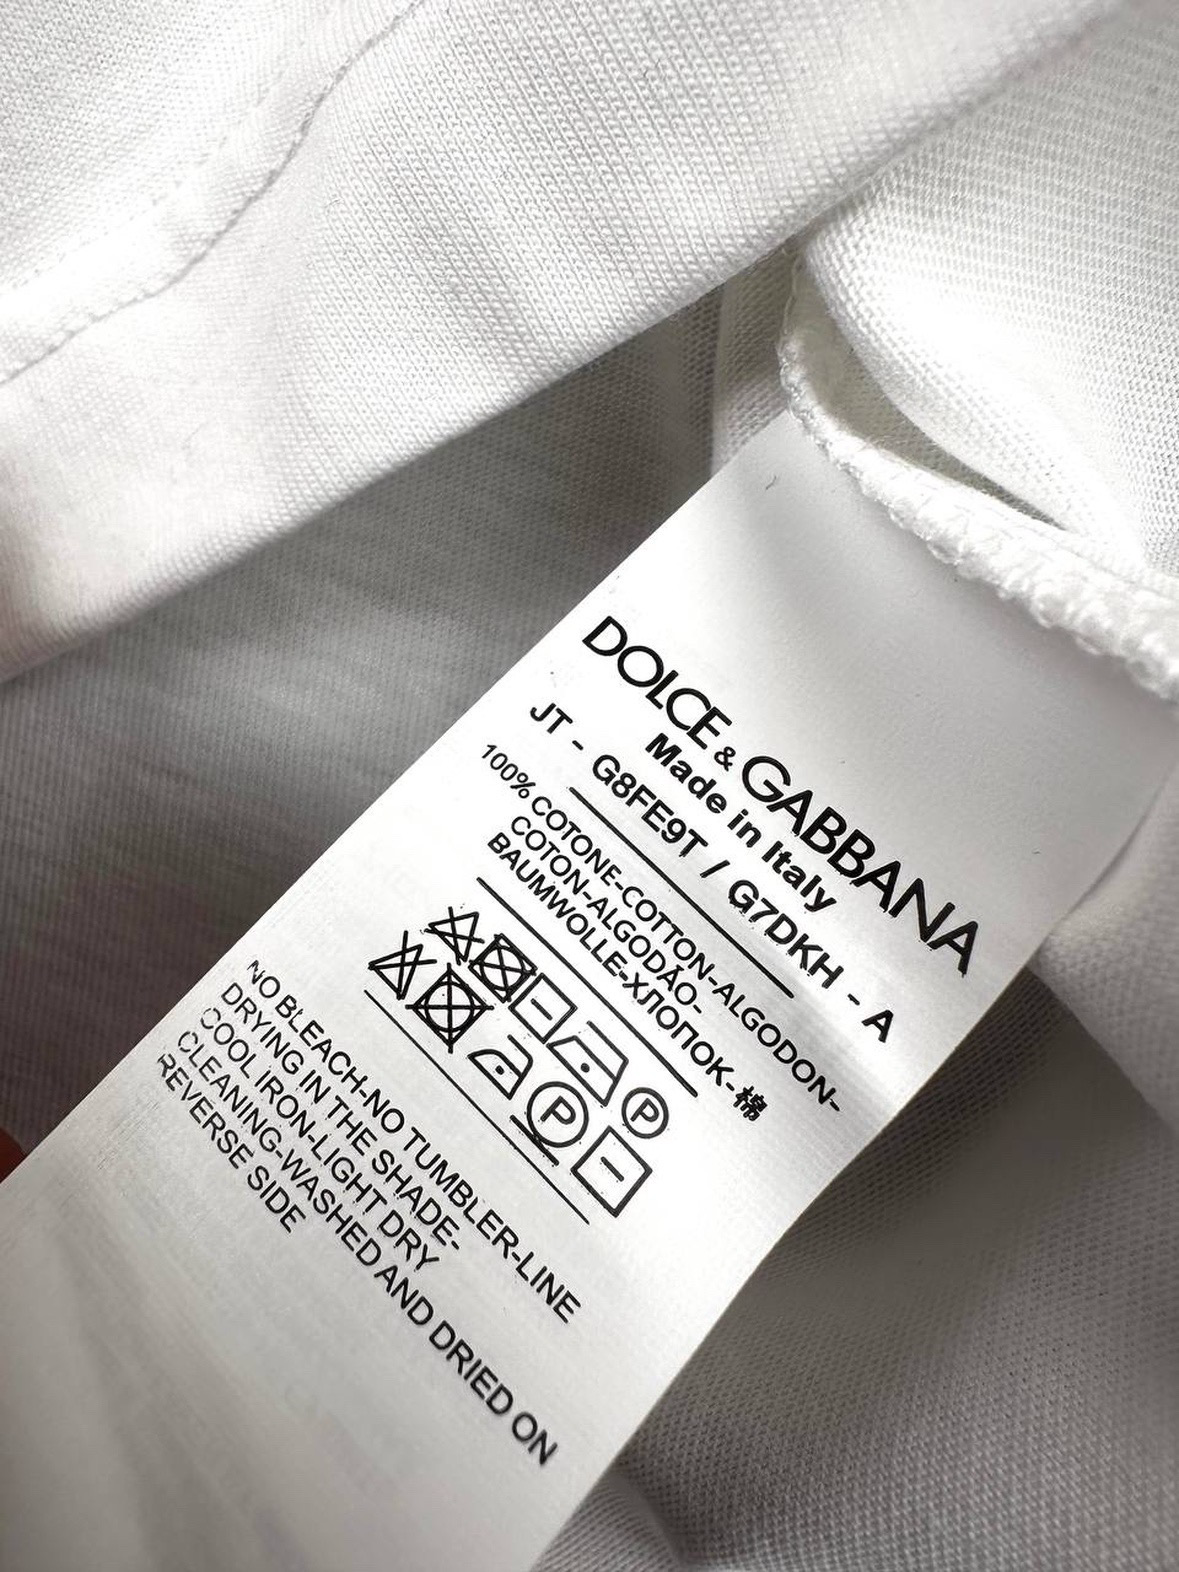 DOLCE & GABBANA
Made in Italy
JT - G8FE9T / G7DKH - A
100% COTONE-COTTON-ALGODON-
COTON-ALGODÃO-
BAUMWOLLE-ХЛОПОК-棉
P
P
NO BLEACH-NO TUMBLER-LINE
DRYING IN THE SHADE-
COOL IRON-LIGHT DRY
CLEANING-WASHED AND DRIED ON
REVERSE SIDE